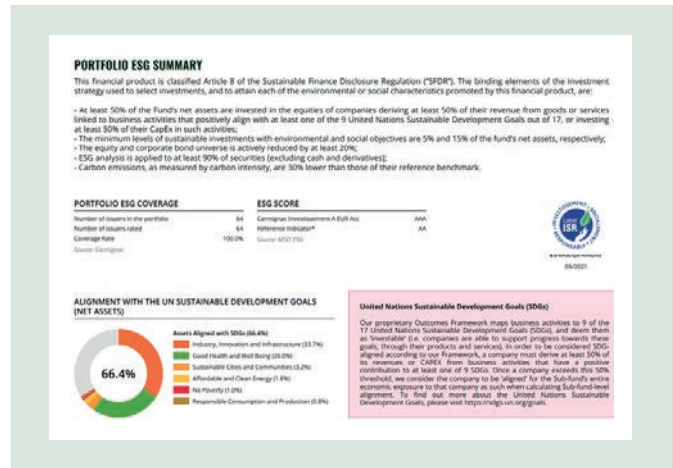 PORTFOLIO ESG SUMMARY
This financial product is classified Article 8 of the Sustainable Finance Disclosure Regulation ("SFDR"). The binding elements of the investment
strategy used to select investments, and to attain each of the environmental or social characteristics promoted by this financial product, are:
- At least 50% of the Fund's net assets are invested in the equities of companies deriving at least 50% of their revenue from goods or services
linked to business activities that positively align with at least one of the 9 United Nations Sustainable Development Goals out of 17, or investing
at least 50% of their CapEx in such activities;
- The minimum levels of sustainable investments with environmental and social objectives are 5% and 15% of the fund's net assets, respectively;
- The equity and corporate bond universe is actively reduced by at least 20%;
- ESG analysis is applied to at least 90% of securities (excluding cash and derivatives);
- Carbon emissions, as measured by carbon intensity, are 30% lower than those of their reference benchmark.
PORTFOLIO ESG COVERAGE
Number of issuers in the portfolio 64
Number of issuers rated 64
Coverage Rate 100.0%
Source: Carmignac
ESG SCORE
Carmignac Investissement A EUR Acc AAA
Reference Indicator* AA
Source: MSCI ESG
INVESTISSEMENT SOCIALEMENT RESPONSABLE
Label
ISR
09/2021
ALIGNMENT WITH THE UN SUSTAINABLE DEVELOPMENT GOALS
(NET ASSETS)
66.4%
Assets Aligned with SDGs (66.4%)
Industry, Innovation and Infrastructure (33.7%)
Good Health and Well Being (26.0%)
Sustainable Cities and Communities (3.2%)
Affordable and Clean Energy (1.8%)
No Poverty (1.0%)
Responsible Consumption and Production (0.8%)
United Nations Sustainable Development Goals (SDGs)
Our proprietary Outcomes Framework maps business activities to 9 of the
17 United Nations Sustainable Development Goals (SDGs), and deem them
as 'investable' (i.e. companies are able to support progress towards these
goals, through their products and services). In order to be considered SDG-
aligned according to our Framework, a company must derive at least 50% of
its revenues or CAPEX from business activities that have a positive
contribution to at least one of 9 SDGs. Once a company exceeds this 50%
threshold, we consider the company to be 'aligned' for the Sub-fund's entire
economic exposure to that company as such when calculating Sub-fund-level
alignment. To find out more about the United Nations Sustainable
Development Goals, please visit https://sdgs.un.org/goals.